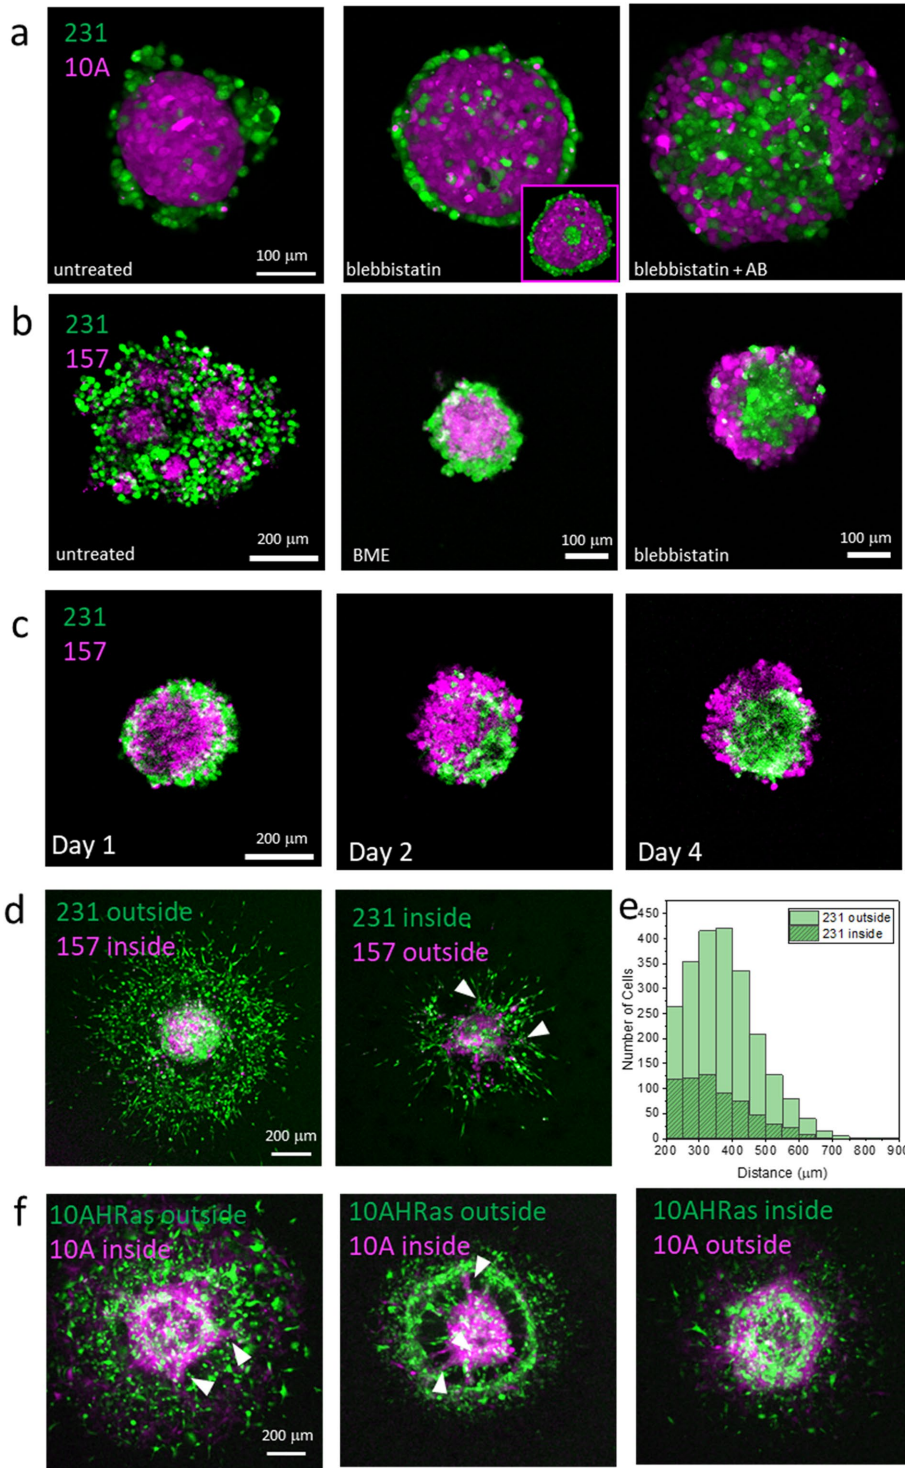 a
231
10A
untreated
100 µm
blebbistatin
blebbistatin + AB
b
231
157
untreated
200 µm
BME
100 µm
blebbistatin
100 µm
c
231
157
Day 1
200 µm
Day 2
Day 4
d
231 outside
157 inside
200 µm
231 inside
157 outside
e
231 outside
231 inside
Number of Cells
450
400
350
300
250
200
150
100
50
0
200 300 400 500 600 700 800 900
Distance (µm)
f
10AHRas outside
10A inside
200 µm
10AHRas outside
10A inside
10AHRas inside
10A outside